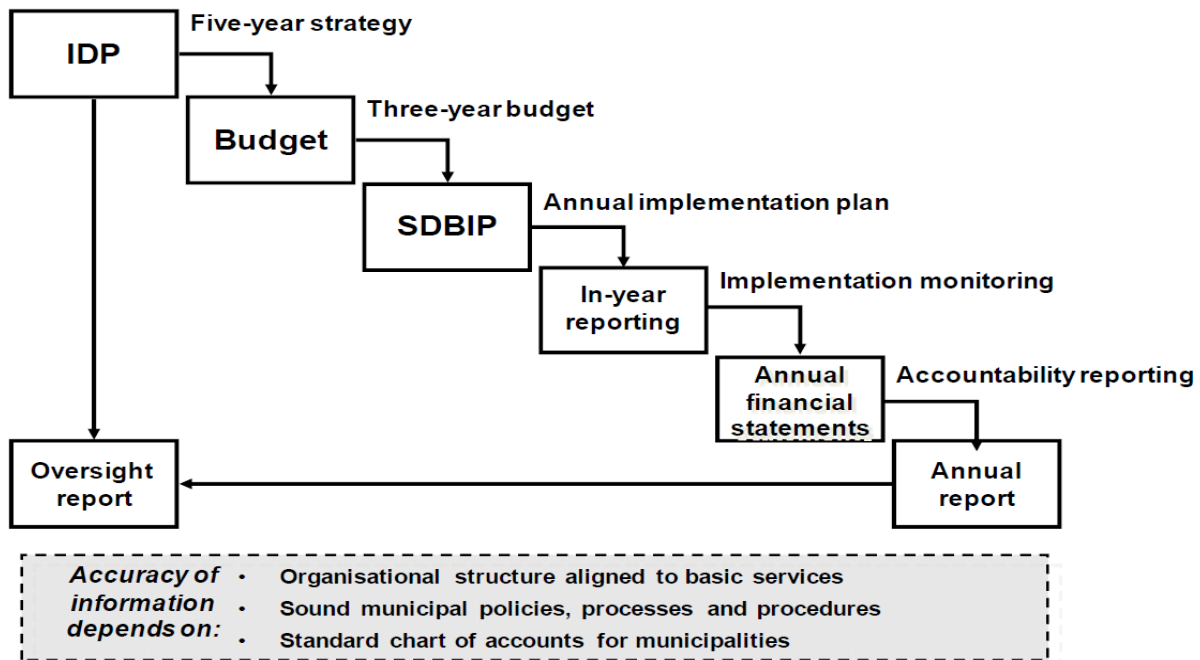 Five-year strategy
IDP
Three-year budget
Budget
Annual implementation plan
SDBIP
Implementation monitoring
In-year
reporting
Accountability reporting
Annual
financial
statements
Oversight
report
Annual
report
Accuracy of
information
depends on:
• Organisational structure aligned to basic services
• Sound municipal policies, processes and procedures
• Standard chart of accounts for municipalities